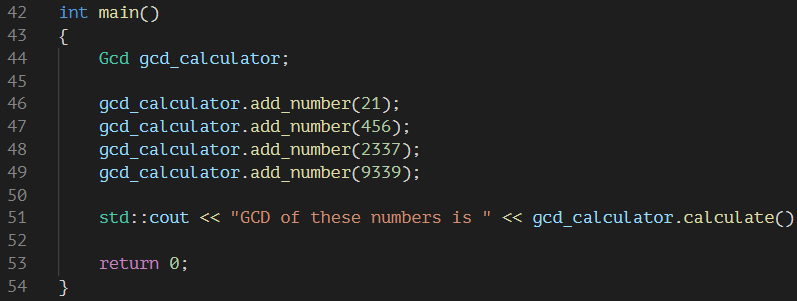 42 int main()
43 {
44     Gcd gcd_calculator;
45
46     gcd_calculator.add_number(21);
47     gcd_calculator.add_number(456);
48     gcd_calculator.add_number(2337);
49     gcd_calculator.add_number(9339);
50
51     std::cout << "GCD of these numbers is " << gcd_calculator.calculate()
52
53     return 0;
54 }